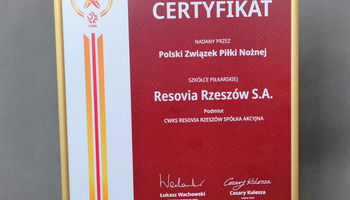 CERTYFIKAT
NADANY PRZEZ
Polski Związek Piłki Nożnej
SZKÓŁCE PIŁKARSKIEJ
Resovia Rzeszów S.A.
Podmiot
CWKS RESOVIA RZESZÓW SPÓŁKA AKCYJNA
Łukasz Wachowski
Cezary Kulesza